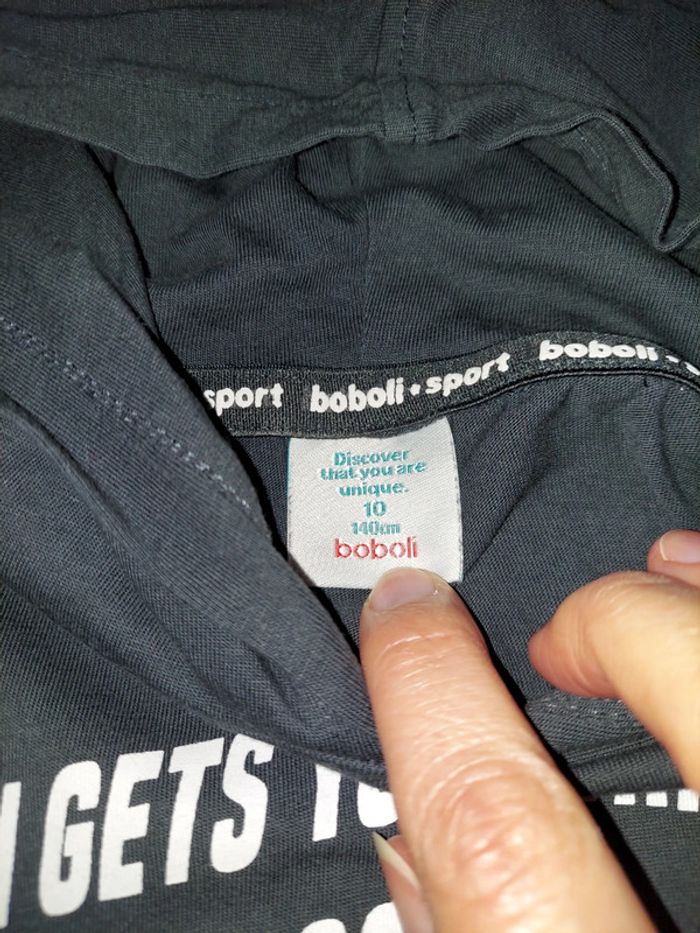 sport boboli + sport boboli
Discover
that you are
unique.
10
140cm
boboli
GETS